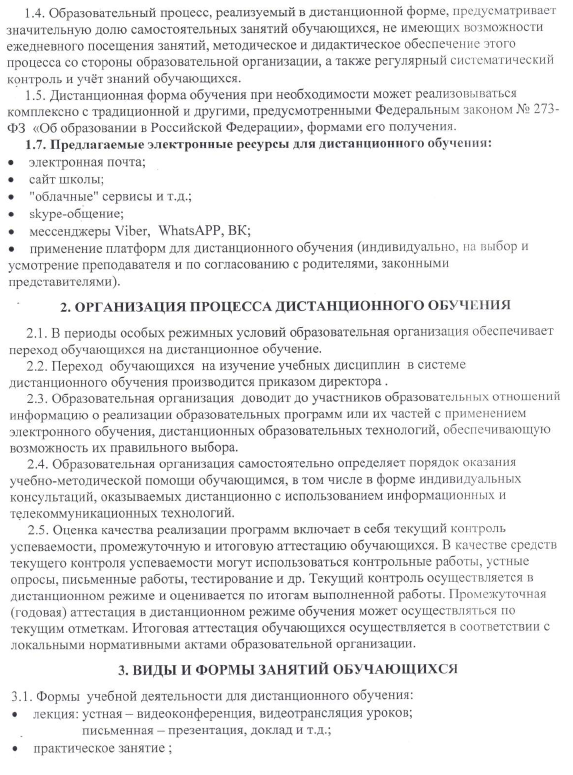 1.4. Образовательный процесс, реализуемый в дистанционной форме, предусматривает
значительную долю самостоятельных занятий обучающихся, не имеющих возможности
ежедневного посещения занятий, методическое и дидактическое обеспечение этого
процесса со стороны образовательной организации, а также регулярный систематический
контроль и учёт знаний обучающихся.
1.5. Дистанционная форма обучения при необходимости может реализовываться
комплексно с традиционной и другими, предусмотренными Федеральным законом № 273-
ФЗ «Об образовании в Российской Федерации», формами его получения.
1.7. Предлагаемые электронные ресурсы для дистанционного обучения:
• электронная почта;
• сайт школы;
• "облачные" сервисы и т.д.;
• skype-общение;
• мессенджеры Viber, WhatsAPP, ВК;
• применение платформ для дистанционного обучения (индивидуально, на выбор и
усмотрение преподавателя и по согласованию с родителями, законными
представителями).
2. ОРГАНИЗАЦИЯ ПРОЦЕССА ДИСТАНЦИОННОГО ОБУЧЕНИЯ
2.1. В периоды особых режимных условий образовательная организация обеспечивает
переход обучающихся на дистанционное обучение.
2.2. Переход обучающихся на изучение учебных дисциплин в системе
дистанционного обучения производится приказом директора .
2.3. Образовательная организация доводит до участников образовательных отношений
информацию о реализации образовательных программ или их частей с применением
электронного обучения, дистанционных образовательных технологий, обеспечивающую
возможность их правильного выбора.
2.4. Образовательная организация самостоятельно определяет порядок оказания
учебно-методической помощи обучающимся, в том числе в форме индивидуальных
консультаций, оказываемых дистанционно с использованием информационных и
телекоммуникационных технологий.
2.5. Оценка качества реализации программ включает в себя текущий контроль
успеваемости, промежуточную и итоговую аттестацию обучающихся. В качестве средств
текущего контроля успеваемости могут использоваться контрольные работы, устные
опросы, письменные работы, тестирование и др. Текущий контроль осуществляется в
дистанционном режиме и оценивается по итогам выполненной работы. Промежуточная
(годовая) аттестация в дистанционном режиме обучения может осуществляться по
текущим отметкам. Итоговая аттестация обучающихся осуществляется в соответствии с
локальными нормативными актами образовательной организации.
3. ВИДЫ И ФОРМЫ ЗАНЯТИЙ ОБУЧАЮЩИХСЯ
3.1. Формы учебной деятельности для дистанционного обучения:
• лекция: устная – видеоконференция, видеотрансляция уроков;
письменная – презентация, доклад и т.д.;
• практическое занятие ;